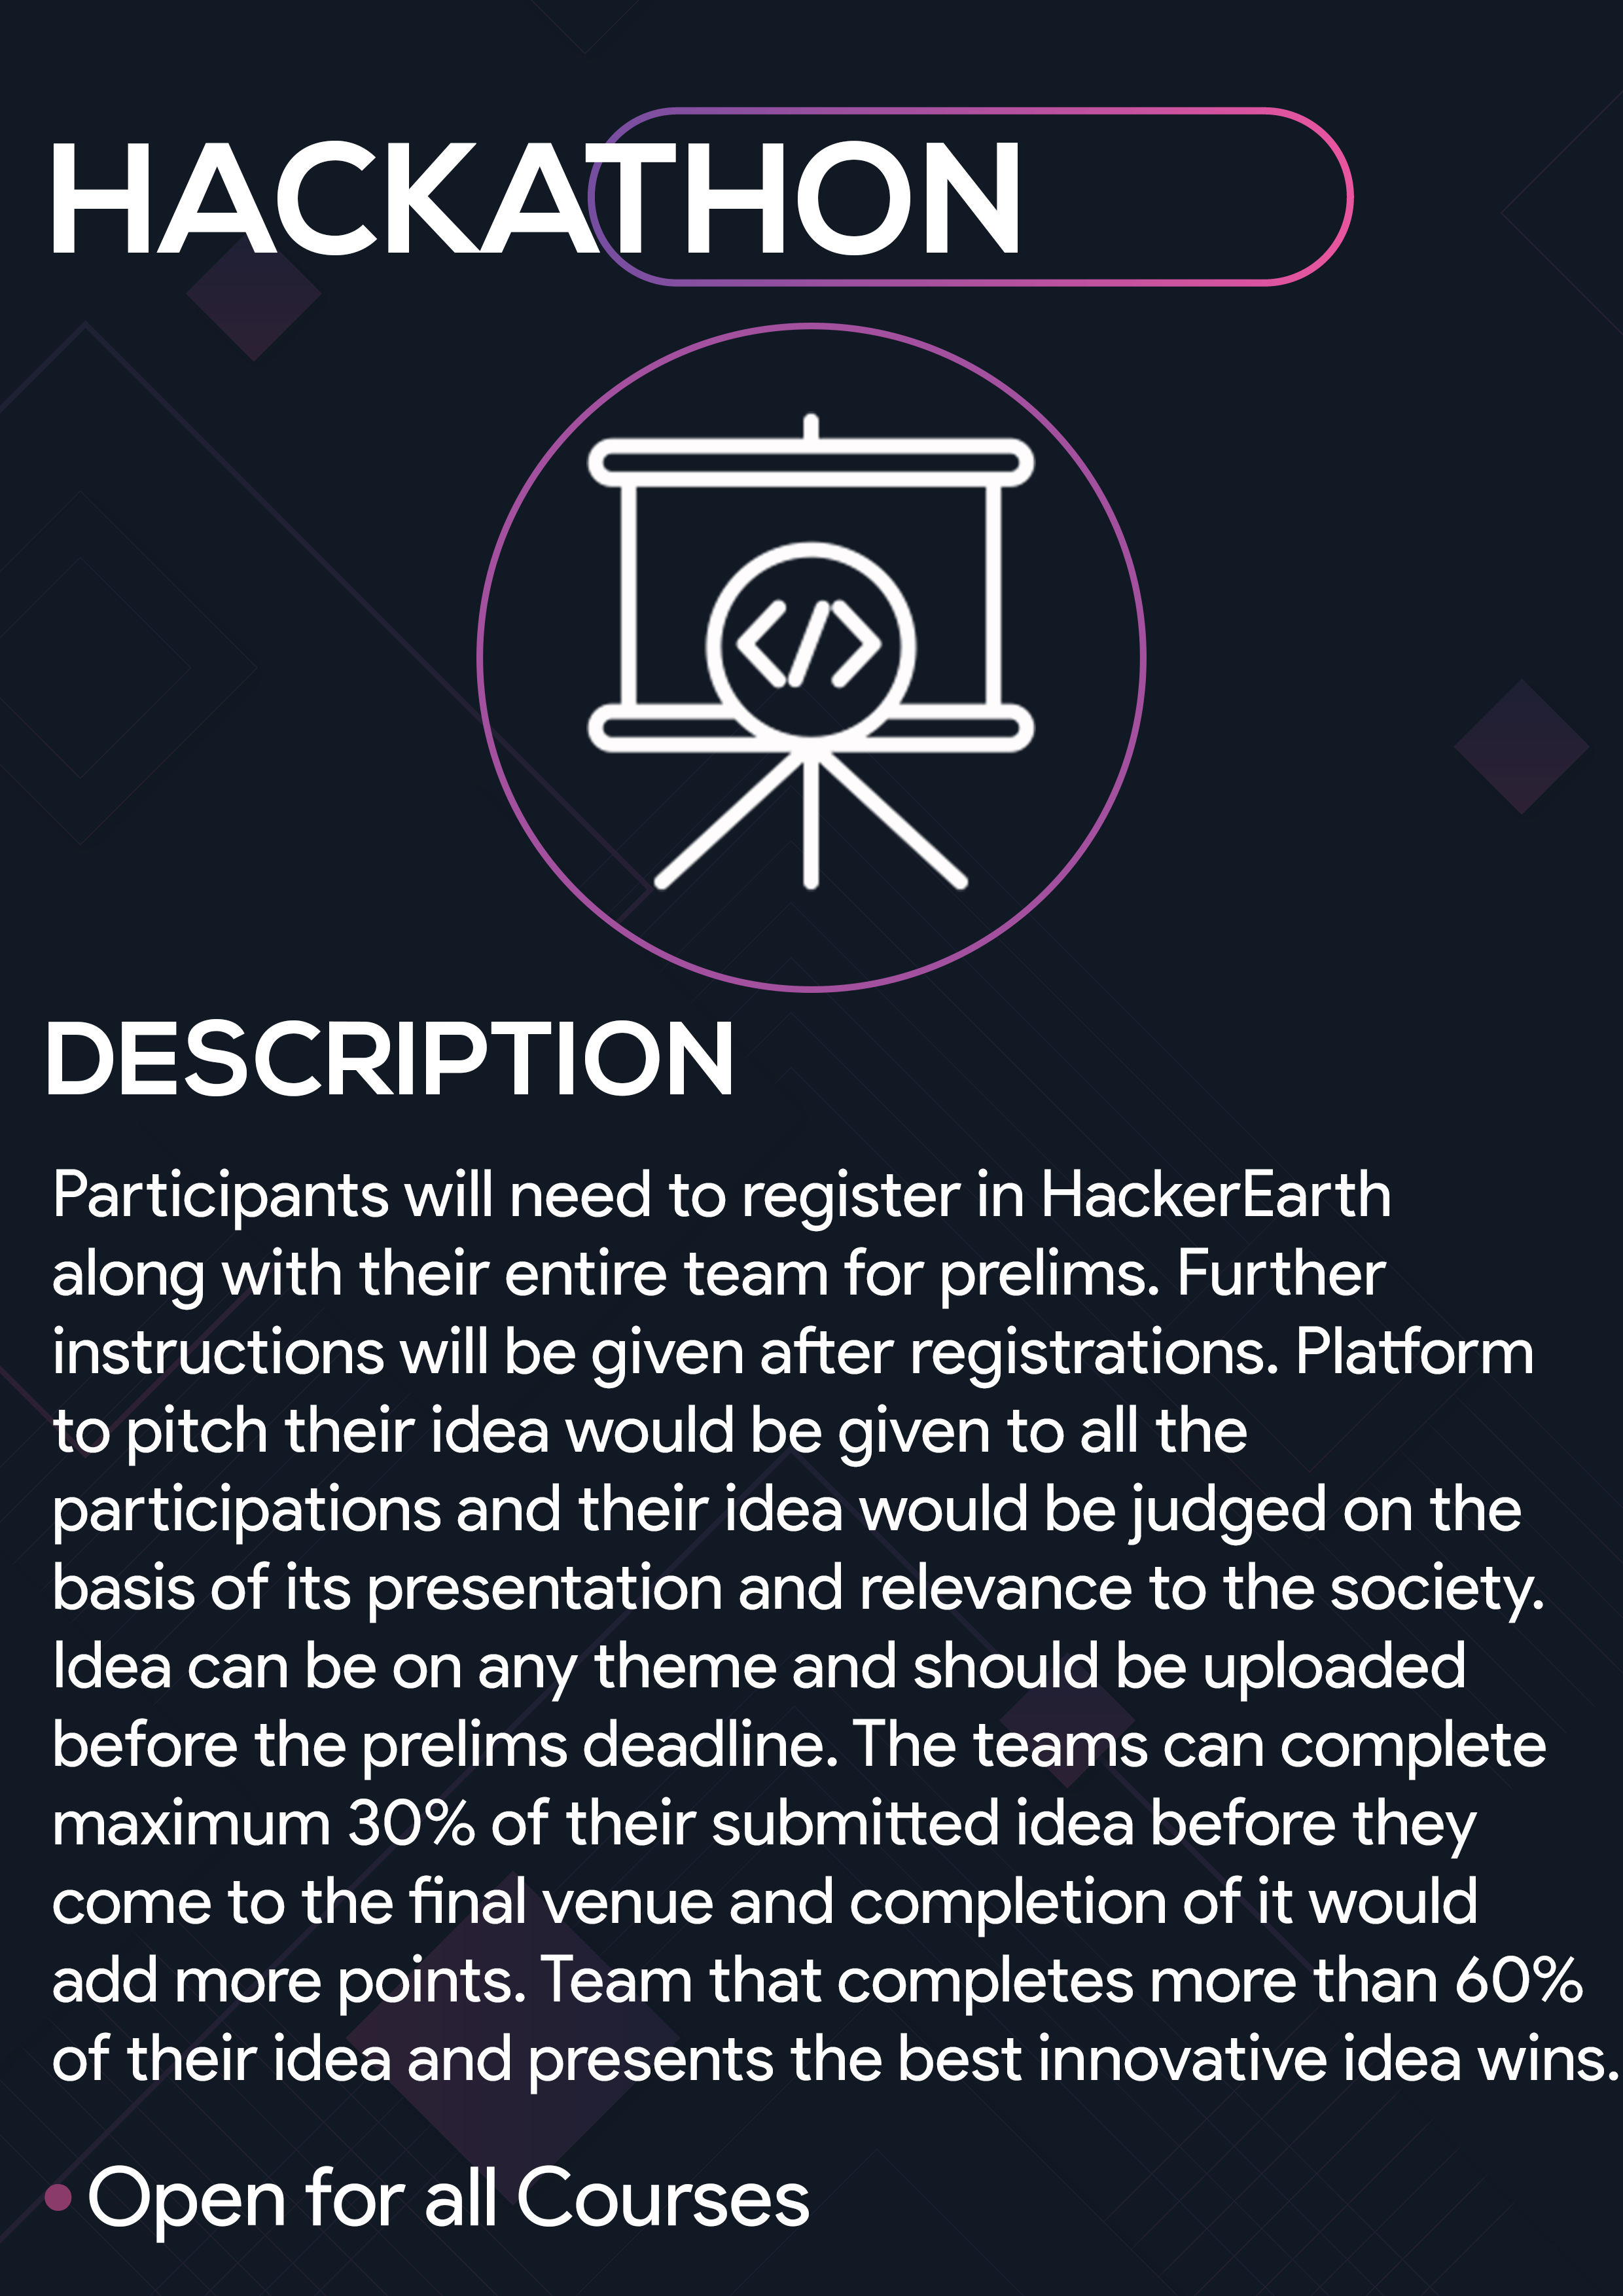 HACKATHON
</>
DESCRIPTION
Participants will need to register in HackerEarth
along with their entire team for prelims. Further
instructions will be given after registrations. Platform
to pitch their idea would be given to all the
participations and their idea would be judged on the
basis of its presentation and relevance to the society.
Idea can be on any theme and should be uploaded
before the prelims deadline. The teams can complete
maximum 30% of their submitted idea before they
come to the final venue and completion of it would
add more points. Team that completes more than 60%
of their idea and presents the best innovative idea wins.
Open for all Courses